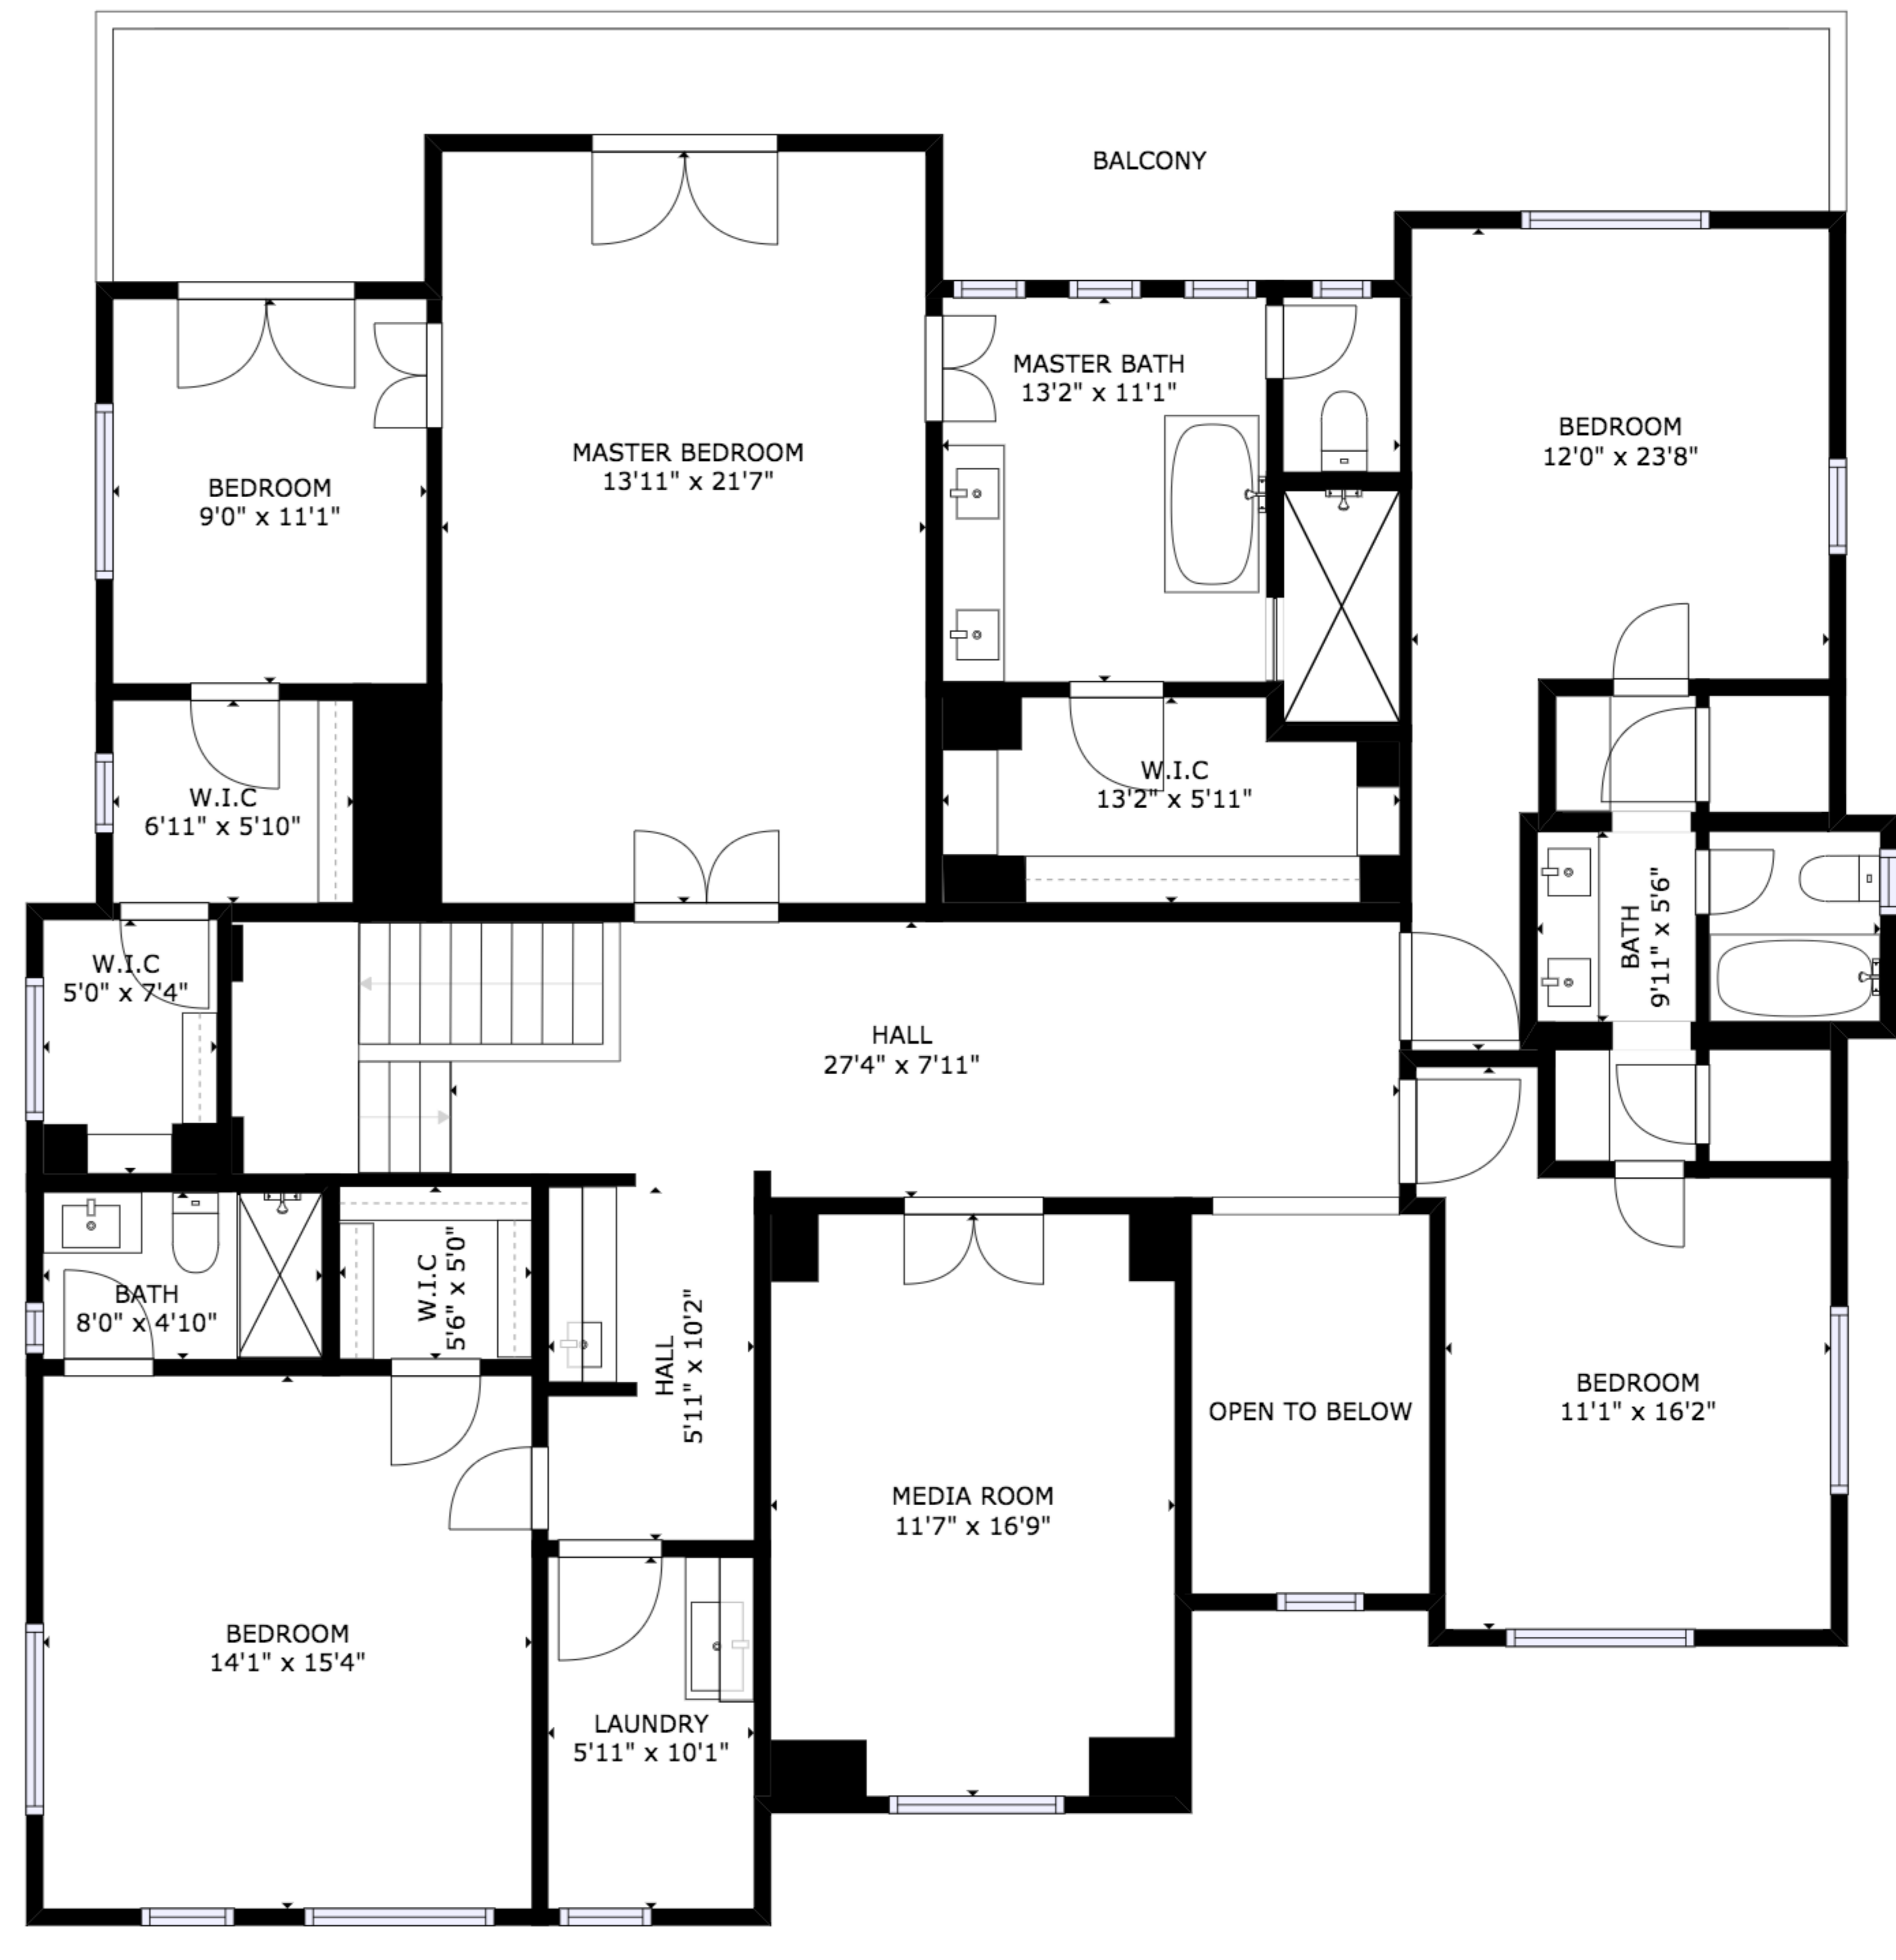 BALCONY
MASTER BATH
13'2" x 11'1"
BEDROOM
12'0" x 23'8"
MASTER BEDROOM
13'11" x 21'7"
BEDROOM
9'0" x 11'1"
W.I.C
13'2" x 5'11"
W.I.C
6'11" x 5'10"
BATH
9'11" x 5'6"
W.I.C
5'0" x 7'4"
HALL
27'4" x 7'11"
W.I.C
5'6" x 5'0"
BATH
8'0" x 4'10"
HALL
5'11" x 10'2"
BEDROOM
11'1" x 16'2"
OPEN TO BELOW
MEDIA ROOM
11'7" x 16'9"
BEDROOM
14'1" x 15'4"
LAUNDRY
5'11" x 10'1"